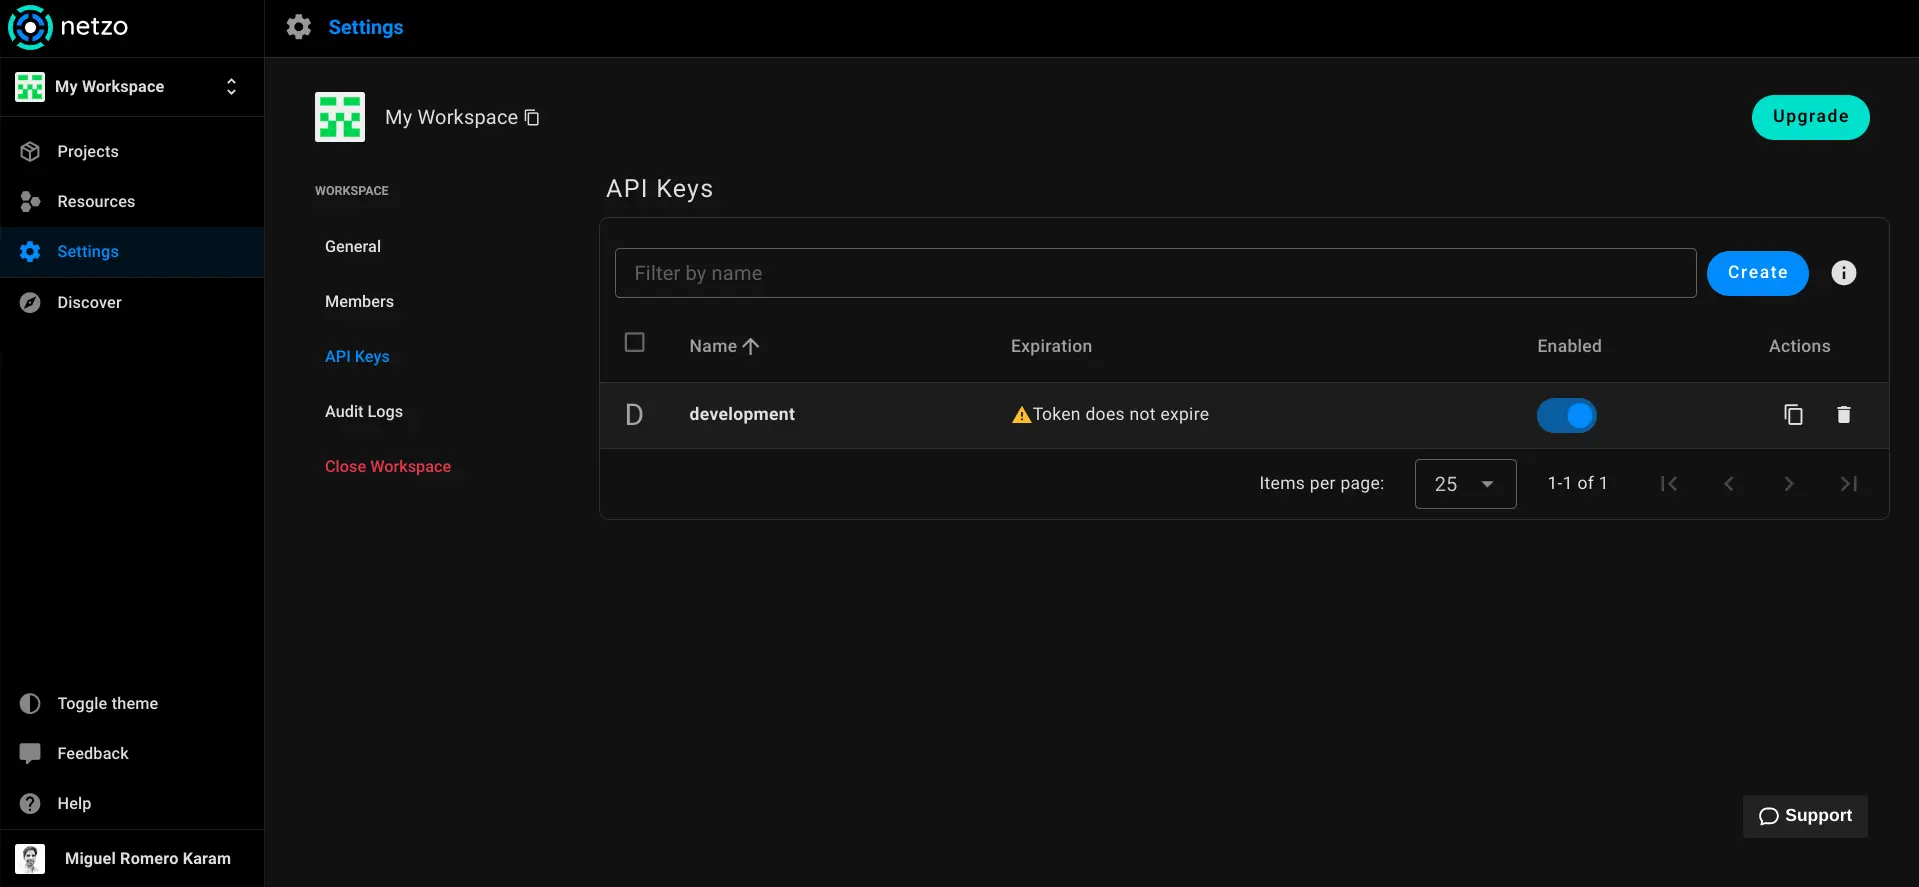 netzo
Settings
My Workspace
My Workspace
Upgrade
Projects
Resources
Settings
Discover
WORKSPACE
General
Members
API Keys
Audit Logs
Close Workspace
API Keys
Filter by name
Create
Name
Expiration
Enabled
Actions
D
development
Token does not expire
Items per page:
25
1-1 of 1
Toggle theme
Feedback
Help
Miguel Romero Karam
Support